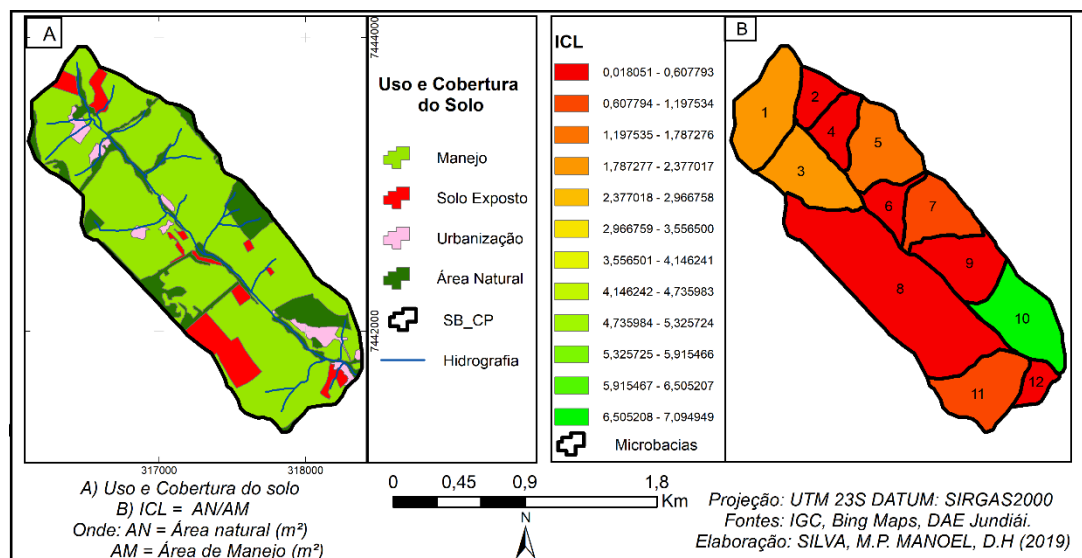 A
7444000
7442000
317000
318000
Uso e Cobertura
do Solo
Manejo
Solo Exposto
Urbanização
Área Natural
SB_CP
Hidrografia
ICL
0,018051 - 0,607793
0,607794 - 1,197534
1,197535 - 1,787276
1,787277 - 2,377017
2,377018 - 2,966758
2,966759 - 3,556500
3,556501 - 4,146241
4,146242 - 4,735983
4,735984 - 5,325724
5,325725 - 5,915466
5,915467 - 6,505207
6,505208 - 7,094949
Microbacias
B
1
2
3
4
5
6
7
8
9
10
11
12
A) Uso e Cobertura do solo
B) ICL = AN/AM
Onde: AN = Área natural (m²)
AM = Área de Manejo (m²)
0 0,45 0,9 1,8
Km
N
Projeção: UTM 23S DATUM: SIRGAS2000
Fontes: IGC, Bing Maps, DAE Jundiái.
Elaboração: SILVA, M.P. MANOEL, D.H (2019)